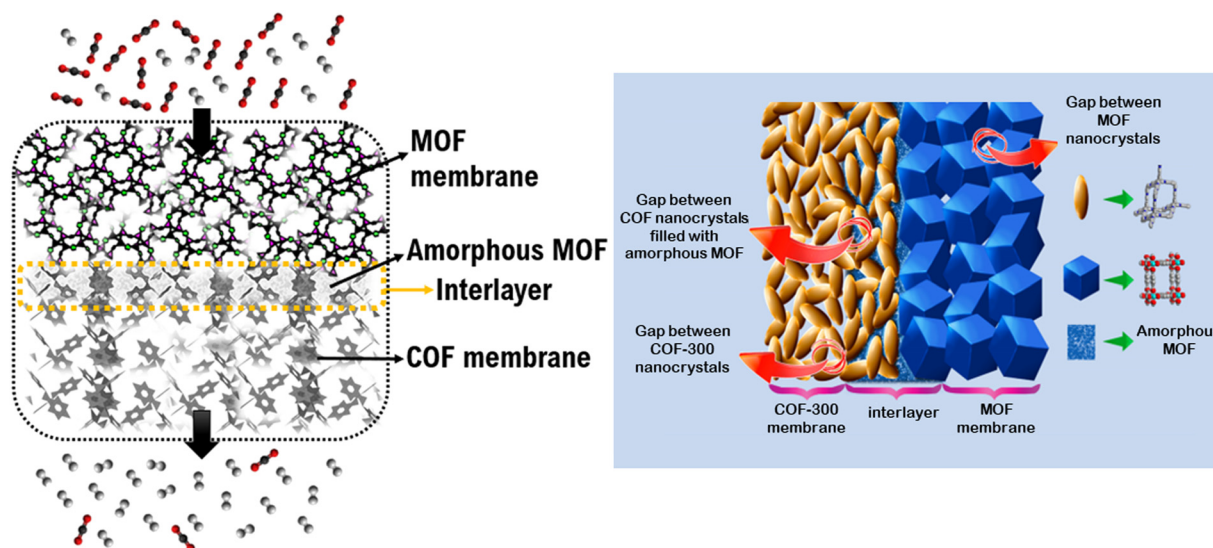 MOF
membrane
Amorphous MOF
Interlayer
COF membrane
Gap between
MOF
nanocrystals
Gap between
COF nanocrystals
filled with
amorphous MOF
Gap between
COF-300
nanocrystals
Amorphous
MOF
COF-300
membrane
interlayer
MOF
membrane